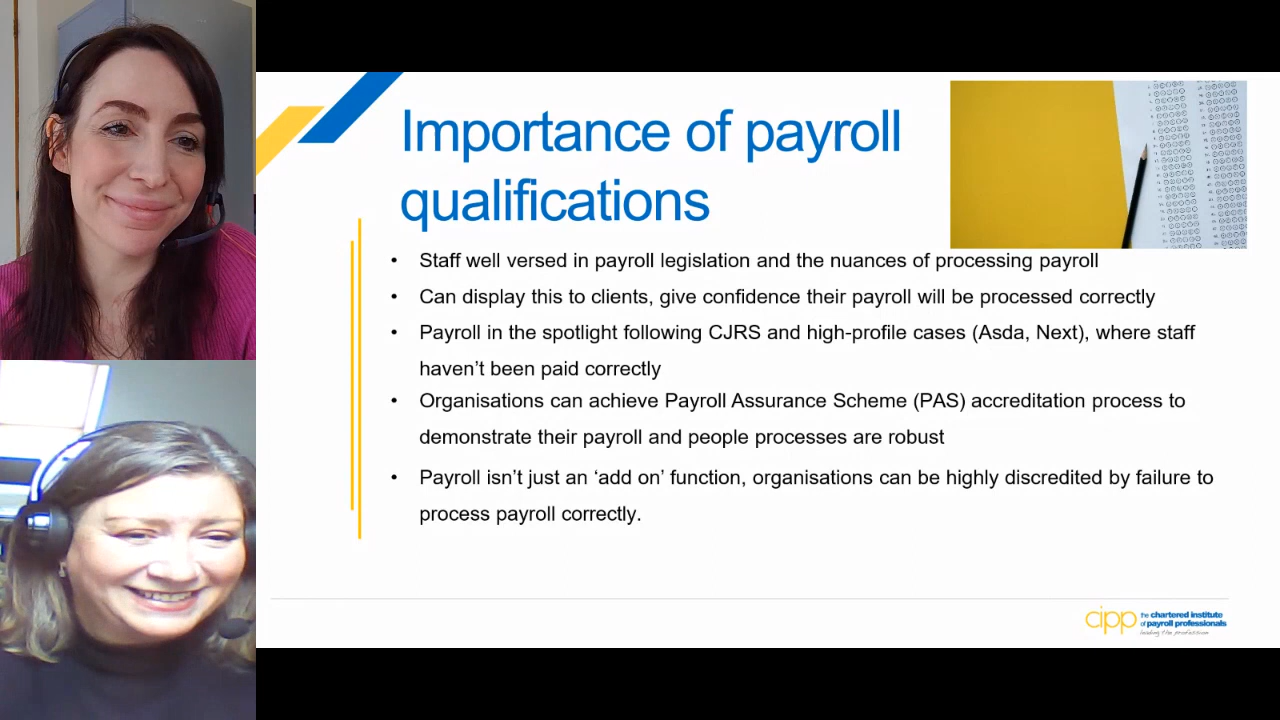 Importance of payroll
qualifications
• Staff well versed in payroll legislation and the nuances of processing payroll
• Can display this to clients, give confidence their payroll will be processed correctly
• Payroll in the spotlight following CJRS and high-profile cases (Asda, Next), where staff
haven’t been paid correctly
• Organisations can achieve Payroll Assurance Scheme (PAS) accreditation process to
demonstrate their payroll and people processes are robust
• Payroll isn’t just an ‘add on’ function, organisations can be highly discredited by failure to
process payroll correctly.
cipp the chartered institute
of payroll professionals
leading the profession